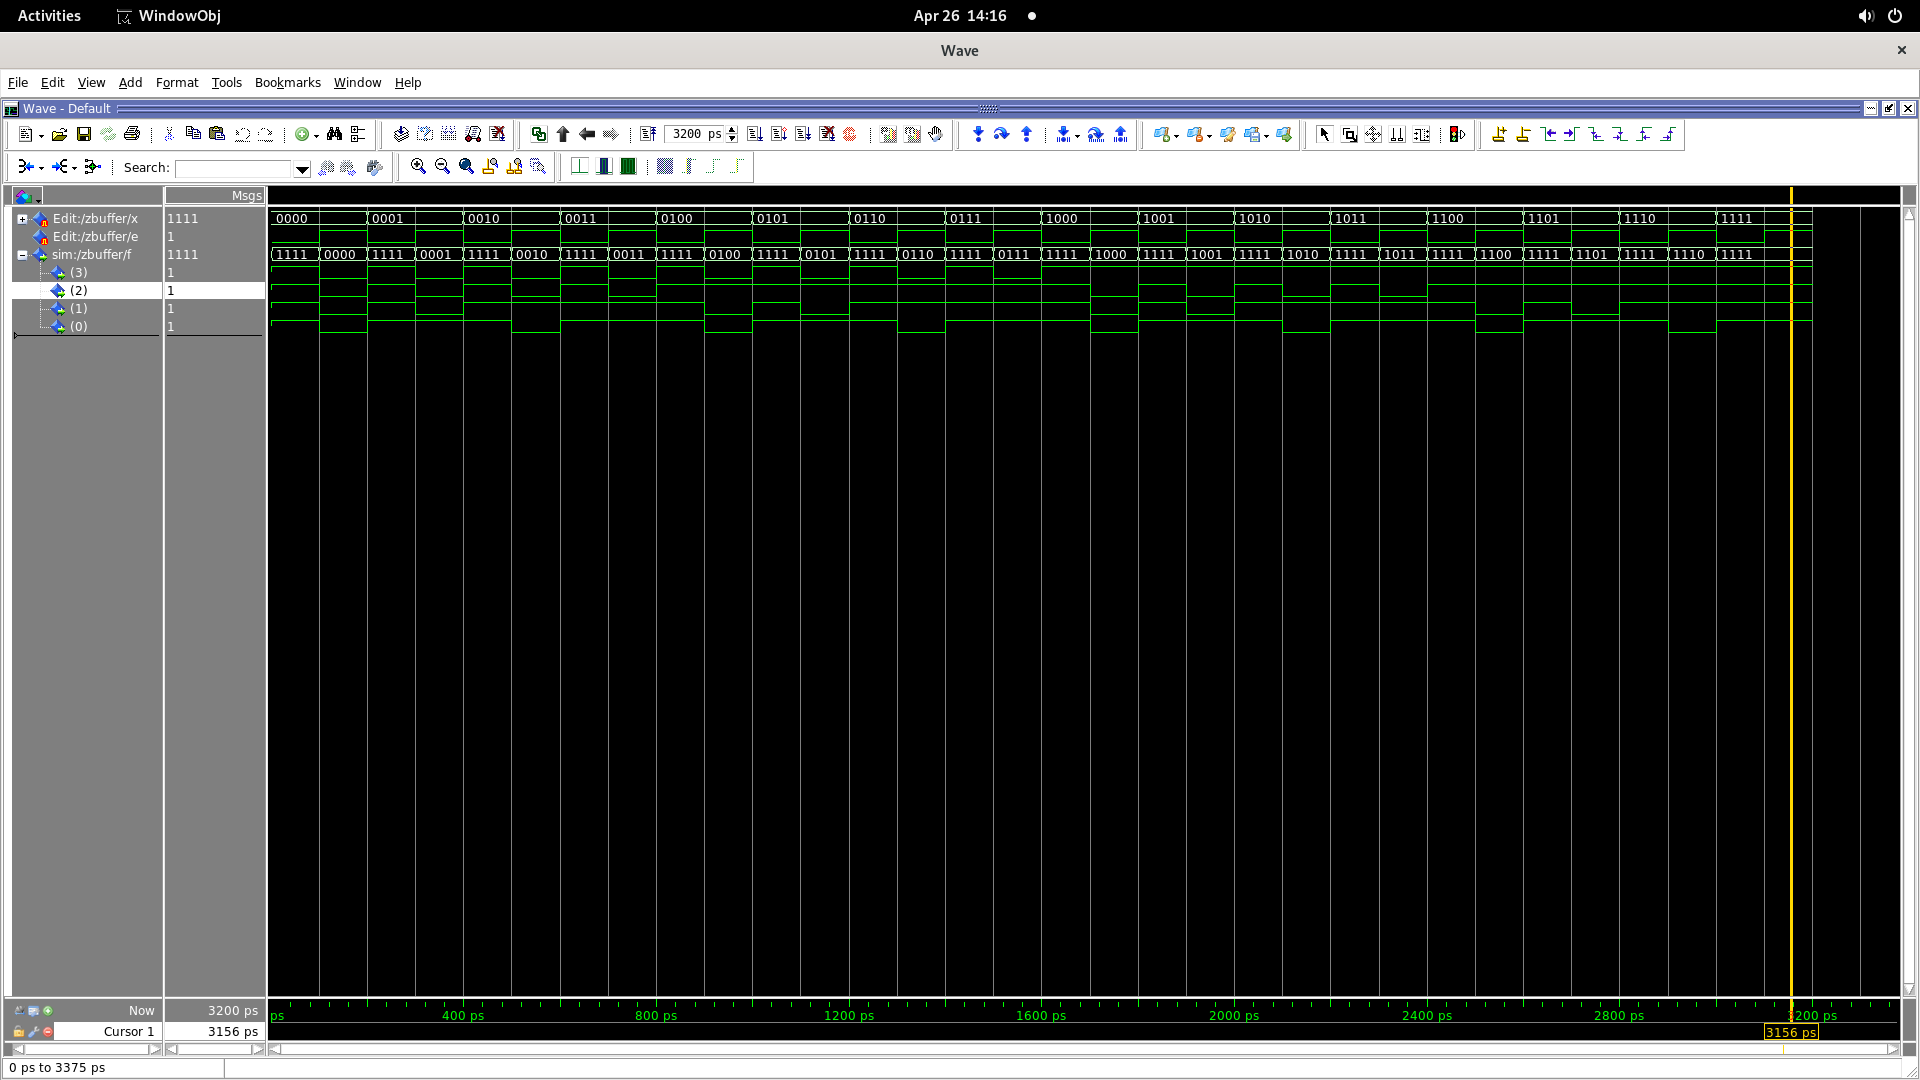 Activities WindowObj Apr 26 14:16
Wave
File Edit View Add Format Tools Bookmarks Window Help
Wave - Default
3200 ps
Search:
Msgs
Edit:/zbuffer/x 1111 0000 0001 0010 0011 0100 0101 0110 0111 1000 1001 1010 1011 1100 1101 1110 1111
Edit:/zbuffer/e 1
sim:/zbuffer/f 1111 1111 0000 1111 0001 1111 0010 1111 0011 1111 0100 1111 0101 1111 0110 1111 0111 1111 1000 1111 1001 1111 1010 1111 1011 1111 1100 1111 1101 1111 1110 1111
(3) 1
(2) 1
(1) 1
(0) 1
Now 3200 ps ps 400 ps 800 ps 1200 ps 1600 ps 2000 ps 2400 ps 2800 ps 3200 ps
Cursor 1 3156 ps 3156 ps
0 ps to 3375 ps